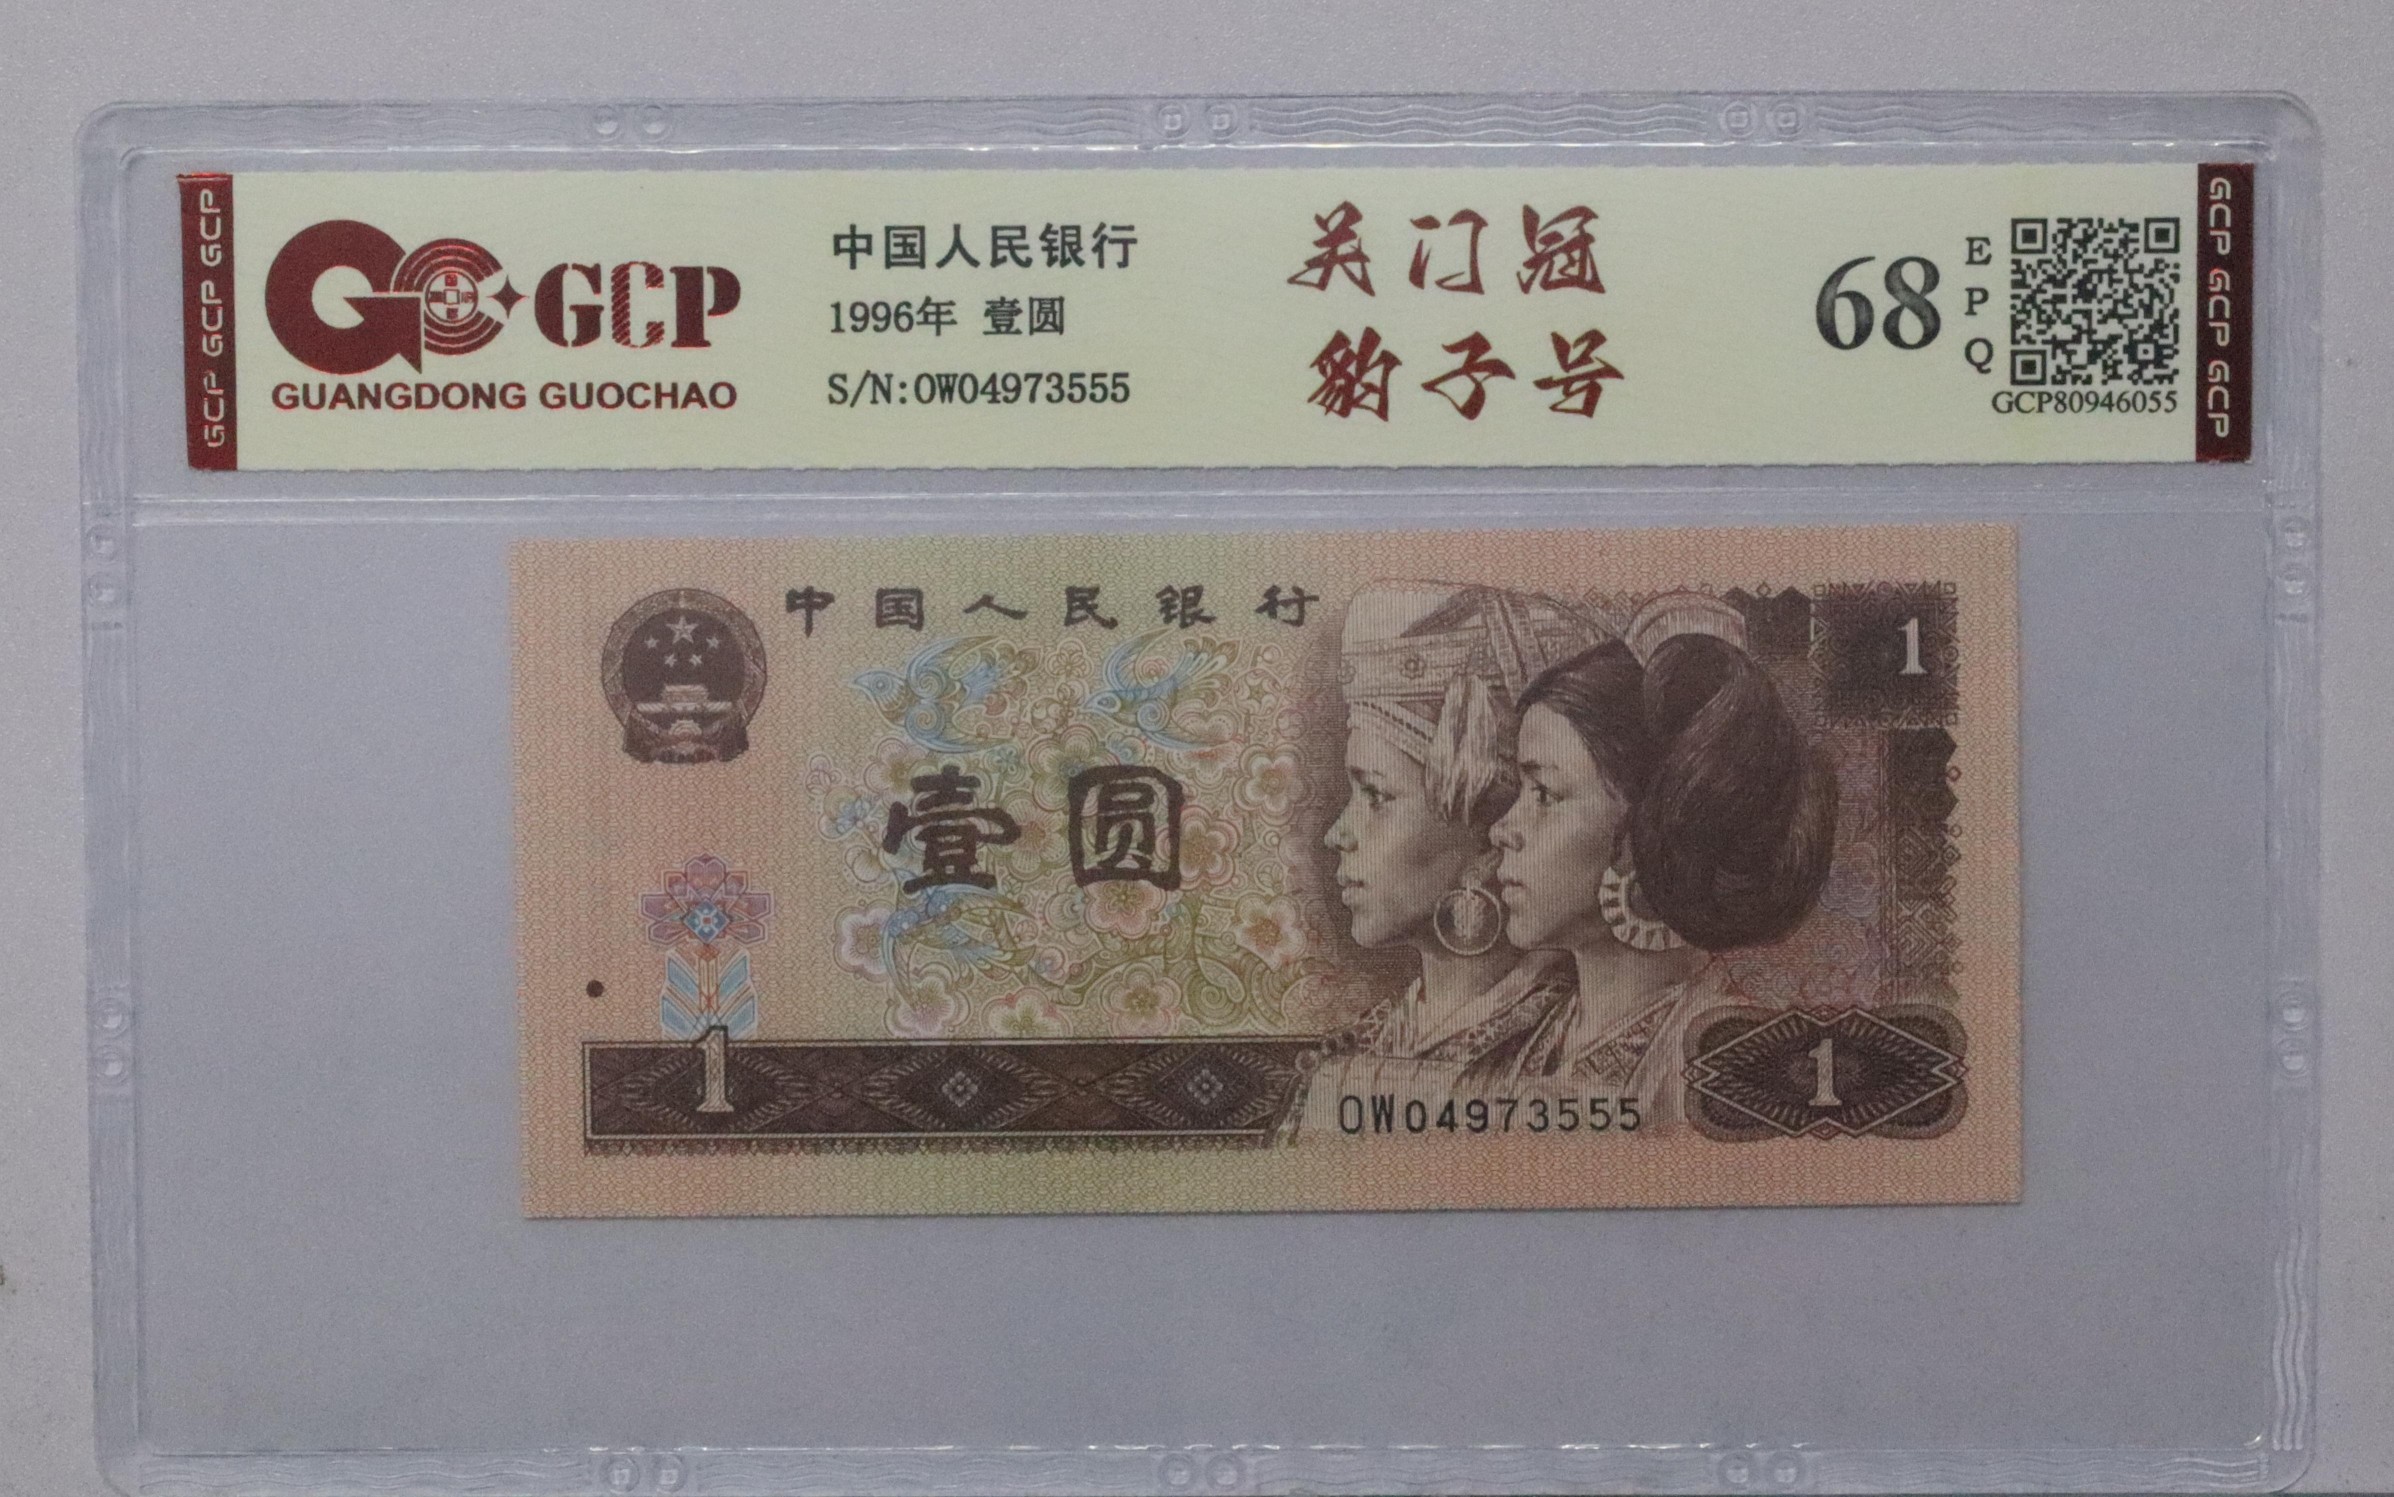 GCP GCP GCP
GCP
GUANGDONG GUOCHAO
中国人民银行
1996年 壹圆
S/N:OW04973555
关门冠
豹子号
68
E
P
Q
GCP80946055
GCP GCP GCP
中国人民银行
1
壹圆
1
OW04973555
1